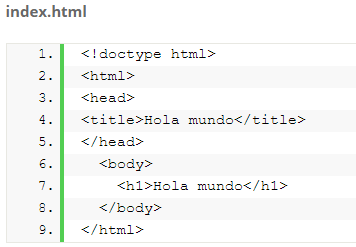 index.html
1. <!doctype html>
2. <html>
3. <head>
4. <title>Hola mundo</title>
5. </head>
6.   <body>
7.     <h1>Hola mundo</h1>
8.   </body>
9. </html>